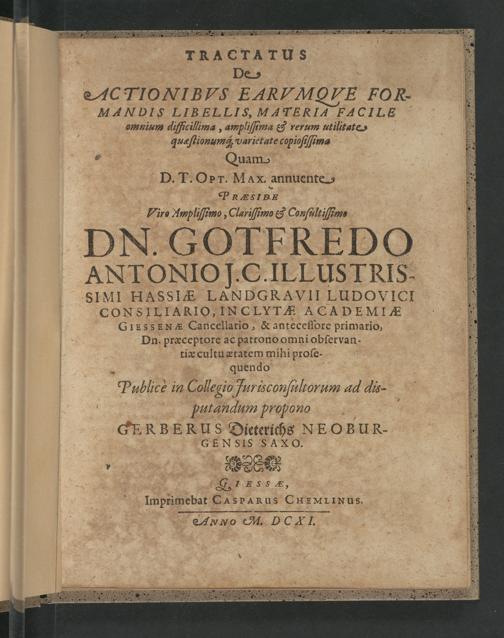 TRACTATUS
De
ACTIONIBVS EARVMQVE FOR-
MANDIS LIBELLIS, MATERIA FACILE
omnium difficillima, amplissima & rerum utilitate
quæstionumq́; varietate copiosissima
Quam
D. T. OPT. MAX. annuente
PRÆSIDE
Viro Amplissimo, Clarissimo & Consultissimo
DN. GOTFREDO
ANTONIO J.C. ILLUSTRIS-
SIMI HASSIÆ LANDGRAVII LUDOVICI
CONSILIARIO, INCLYTÆ ACADEMIÆ
GIESSENÆ Cancellario, & antecessore primario,
Dn. præceptore ac patrono omni observan-
tiæ cultu ætatem mihi prose-
quendo
Publicè in Collegio Jurisconsultorum ad dis-
putandum propono
GERBERUS Dieterichs NEOBUR-
GENSIS SAXO.
GIESSÆ,
Imprimebat CASPARUS CHEMLINUS.
ANNO M. DCXI.